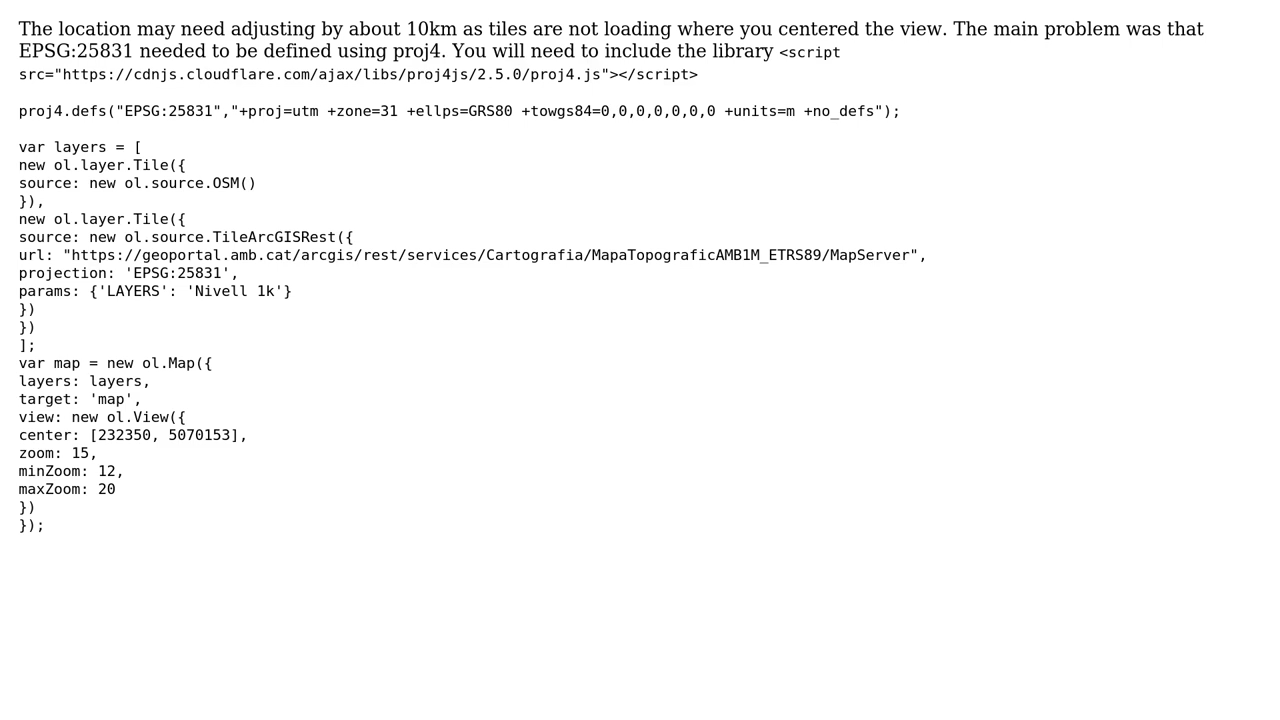 The location may need adjusting by about 10km as tiles are not loading where you centered the view. The main problem was that
EPSG:25831 needed to be defined using proj4. You will need to include the library <script
src="https://cdnjs.cloudflare.com/ajax/libs/proj4js/2.5.0/proj4.js"></script>
proj4.defs("EPSG:25831","+proj=utm +zone=31 +ellps=GRS80 +towgs84=0,0,0,0,0,0,0 +units=m +no_defs");
var layers = [
new ol.layer.Tile({
source: new ol.source.OSM()
}),
new ol.layer.Tile({
source: new ol.source.TileArcGISRest({
url: "https://geoportal.amb.cat/arcgis/rest/services/Cartografia/MapaTopograficAMB1M_ETRS89/MapServer",
projection: 'EPSG:25831',
params: {'LAYERS': 'Nivell 1k'}
})
})
];
var map = new ol.Map({
layers: layers,
target: 'map',
view: new ol.View({
center: [232350, 5070153],
zoom: 15,
minZoom: 12,
maxZoom: 20
})
});